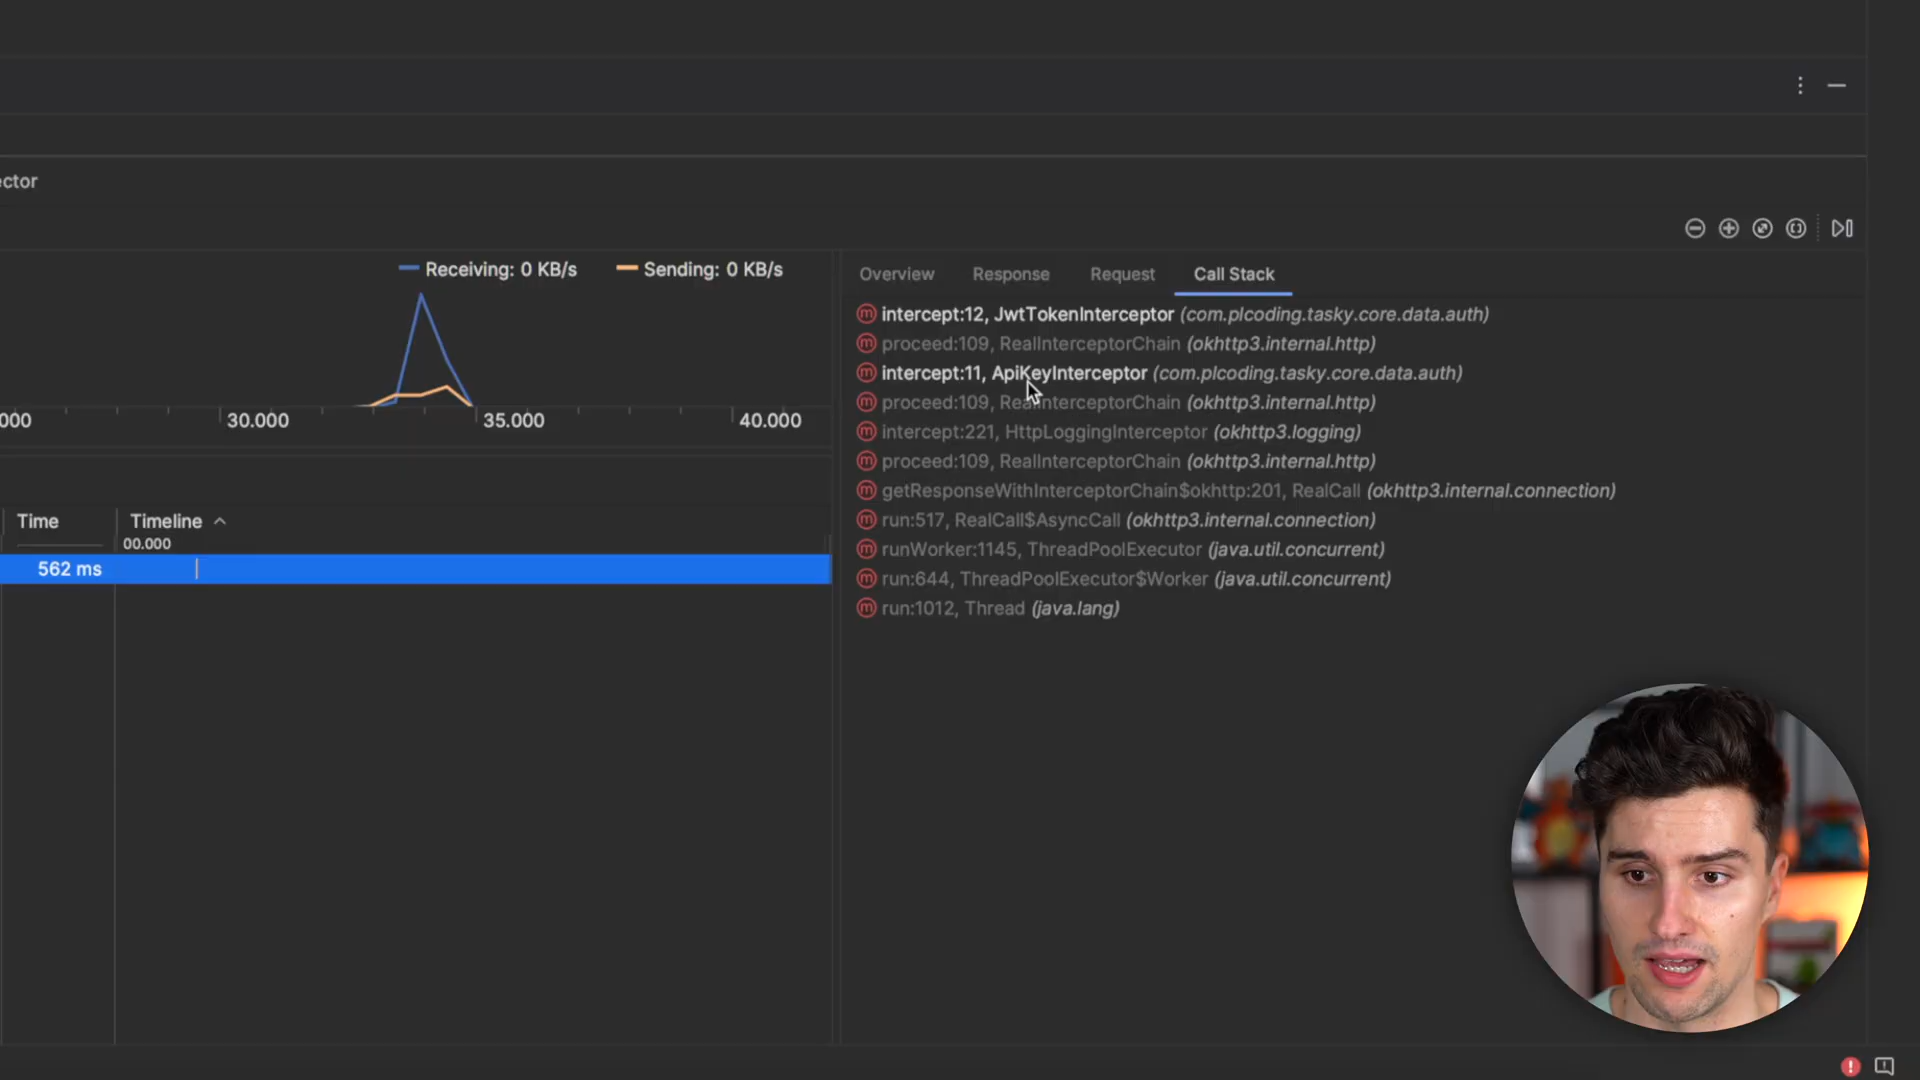 ector
Receiving: 0 KB/s
Sending: 0 KB/s
000
30.000
35.000
40.000
Time
Timeline
00.000
562 ms
Overview
Response
Request
Call Stack
intercept:12, JwtTokenInterceptor (com.plcoding.tasky.core.data.auth)
proceed:109, RealInterceptorChain (okhttp3.internal.http)
intercept:11, ApiKeyInterceptor (com.plcoding.tasky.core.data.auth)
proceed:109, RealInterceptorChain (okhttp3.internal.http)
intercept:221, HttpLoggingInterceptor (okhttp3.logging)
proceed:109, RealInterceptorChain (okhttp3.internal.http)
getResponseWithInterceptorChain$okhttp:201, RealCall (okhttp3.internal.connection)
run:517, RealCall$AsyncCall (okhttp3.internal.connection)
runWorker:1145, ThreadPoolExecutor (java.util.concurrent)
run:644, ThreadPoolExecutor$Worker (java.util.concurrent)
run:1012, Thread (java.lang)